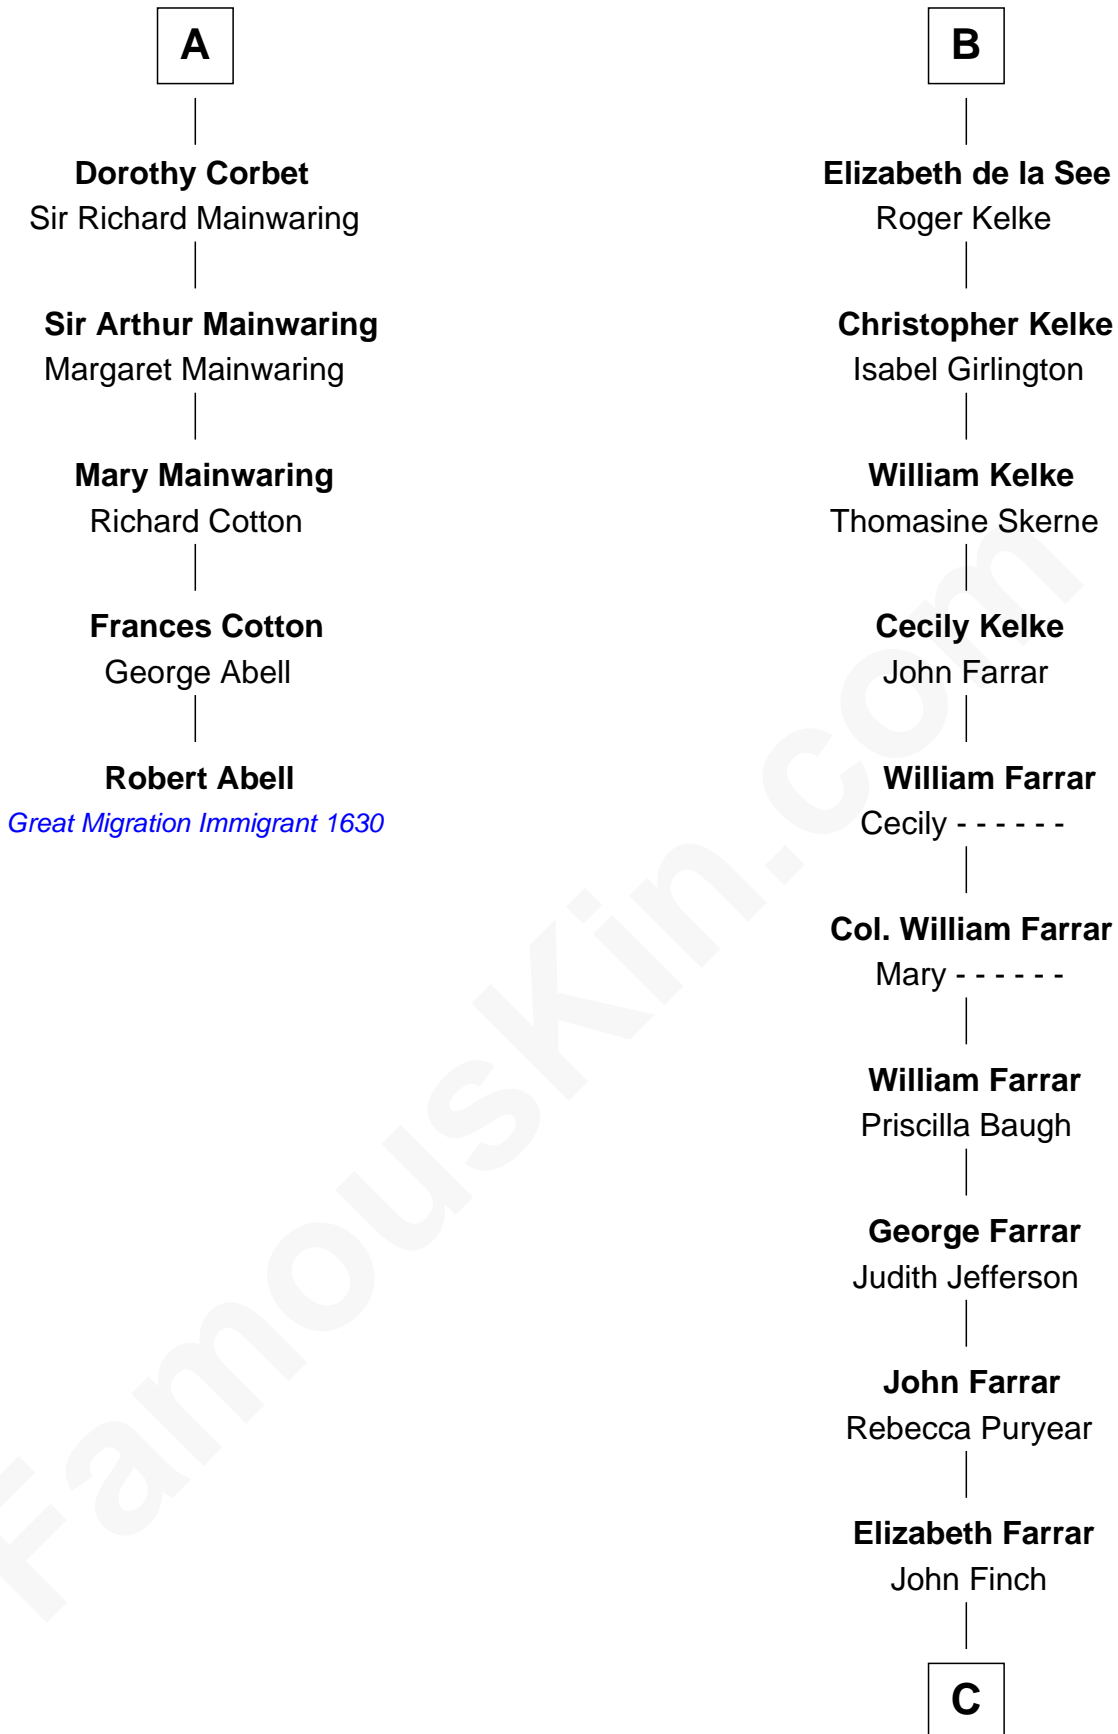 A
Dorothy Corbet
Sir Richard Mainwaring
Sir Arthur Mainwaring
Margaret Mainwaring
Mary Mainwaring
Richard Cotton
Frances Cotton
George Abell
Robert Abell
Great Migration Immigrant 1630
B
Elizabeth de la See
Roger Kelke
Christopher Kelke
Isabel Girlington
William Kelke
Thomasine Skerne
Cecily Kelke
John Farrar
William Farrar
Cecily - - - - - -
Col. William Farrar
Mary - - - - - -
William Farrar
Priscilla Baugh
George Farrar
Judith Jefferson
John Farrar
Rebecca Puryear
Elizabeth Farrar
John Finch
C
FamousKin.com